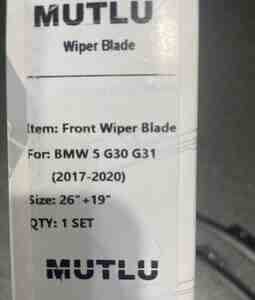 MUTLU
Wiper Blade
Item: Front Wiper Blade
For: BMW 5 G30 G31
(2017-2020)
Size: 26"+19"
QTY: 1 SET
MUTLU